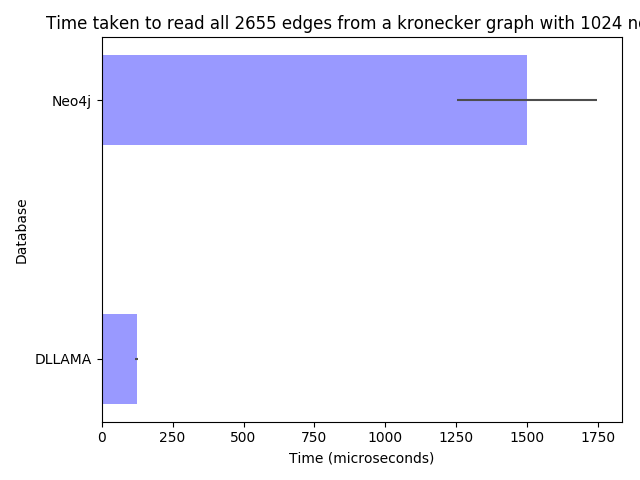 Time taken to read all 2655 edges from a kronecker graph with 1024
Neo4j
Database
DLLAMA
0 250 500 750 1000 1250 1500 1750
Time (microseconds)